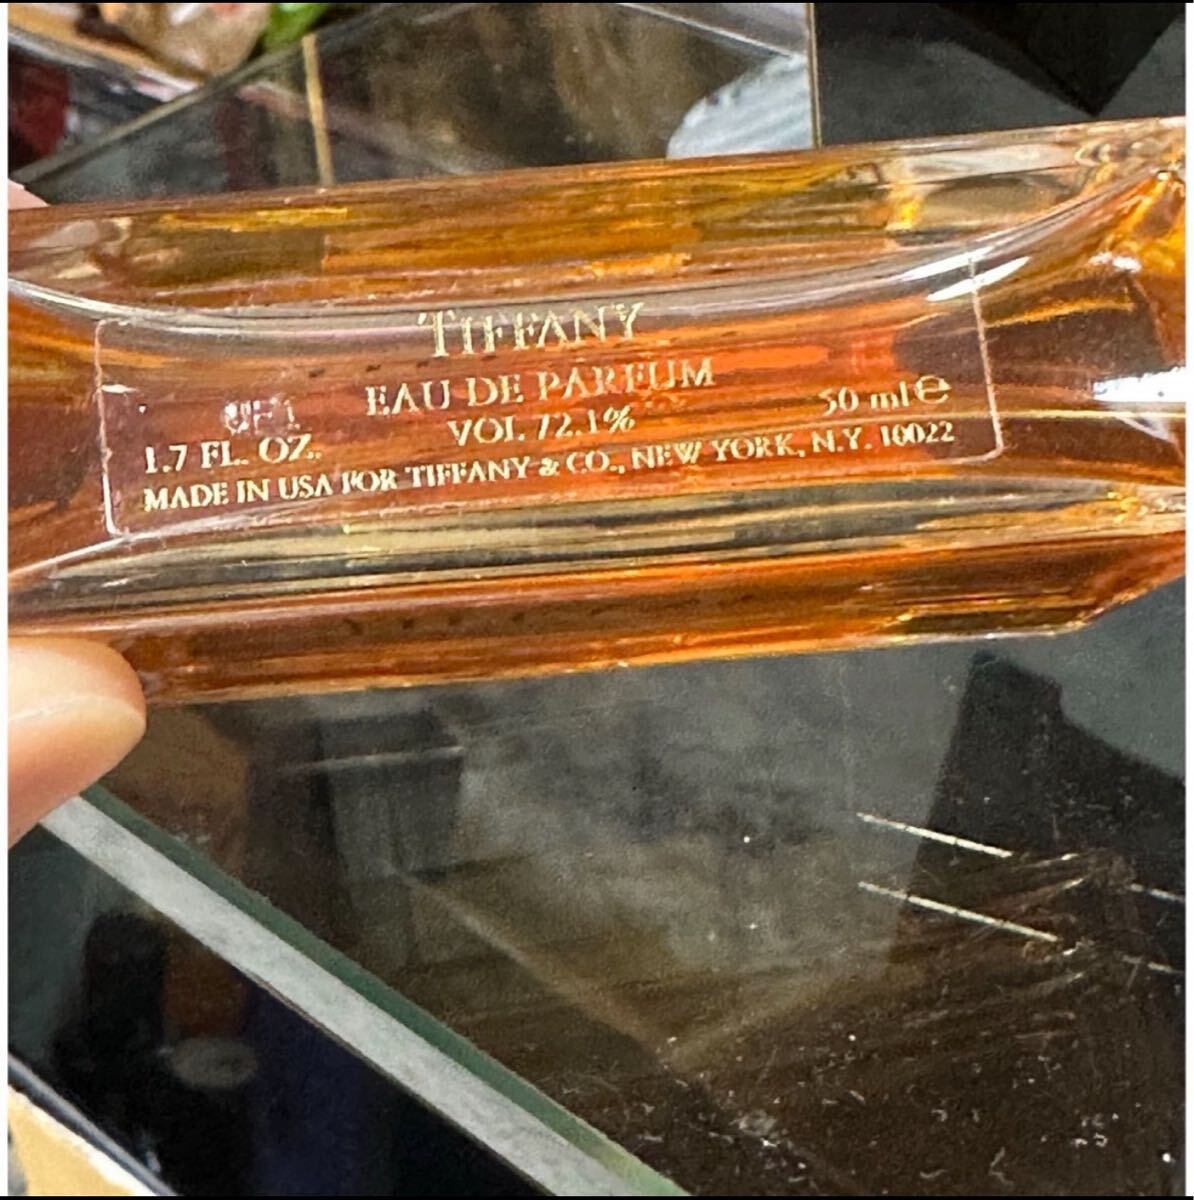 TIFFANY
EAU DE PARFUM
UF1
VOL 72.1%
1.7 FL. OZ.
50 ml ℮
MADE IN USA FOR TIFFANY & CO., NEW YORK, N.Y. 10022